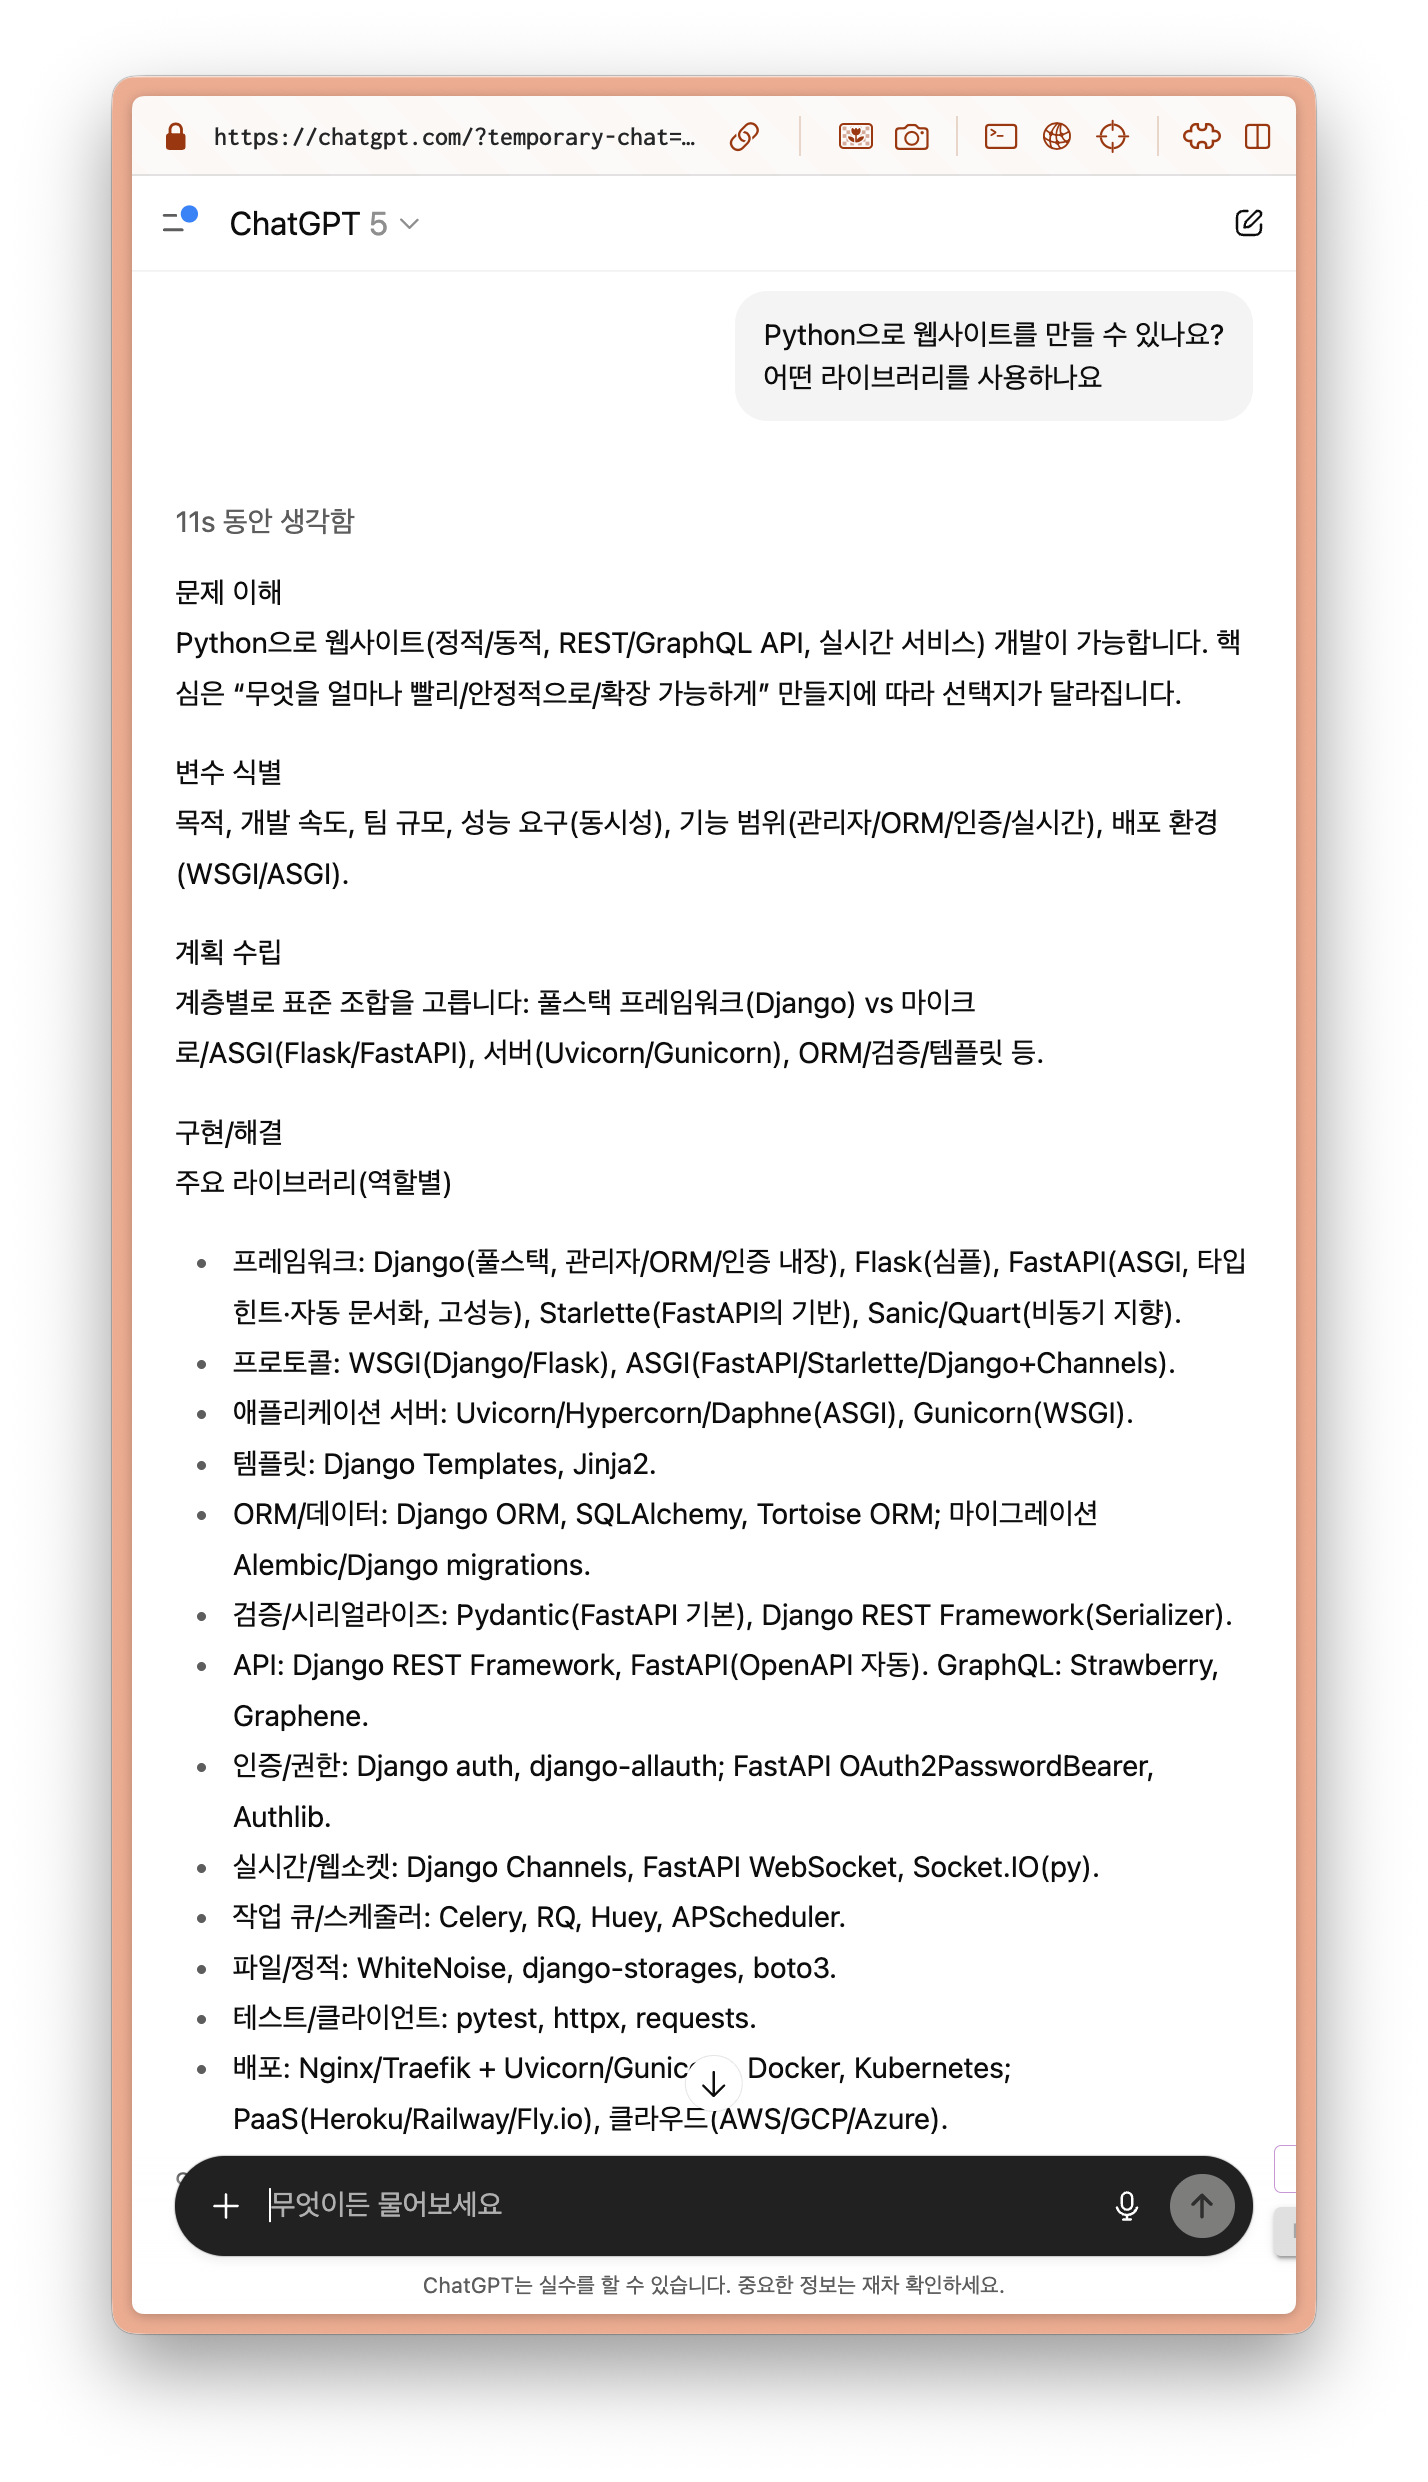 https://chatgpt.com/?temporary-chat=…
ChatGPT 5
Python으로 웹사이트를 만들 수 있나요?
어떤 라이브러리를 사용하나요
11s 동안 생각함
문제 이해
Python으로 웹사이트(정적/동적, REST/GraphQL API, 실시간 서비스) 개발이 가능합니다. 핵
심은 “무엇을 얼마나 빨리/안정적으로/확장 가능하게” 만들지에 따라 선택지가 달라집니다.
변수 식별
목적, 개발 속도, 팀 규모, 성능 요구(동시성), 기능 범위(관리자/ORM/인증/실시간), 배포 환경
(WSGI/ASGI).
계획 수립
계층별로 표준 조합을 고릅니다: 풀스택 프레임워크(Django) vs 마이크
로/ASGI(Flask/FastAPI), 서버(Uvicorn/Gunicorn), ORM/검증/템플릿 등.
구현/해결
주요 라이브러리(역할별)
• 프레임워크: Django(풀스택, 관리자/ORM/인증 내장), Flask(심플), FastAPI(ASGI, 타입
힌트·자동 문서화, 고성능), Starlette(FastAPI의 기반), Sanic/Quart(비동기 지향).
• 프로토콜: WSGI(Django/Flask), ASGI(FastAPI/Starlette/Django+Channels).
• 애플리케이션 서버: Uvicorn/Hypercorn/Daphne(ASGI), Gunicorn(WSGI).
• 템플릿: Django Templates, Jinja2.
• ORM/데이터: Django ORM, SQLAlchemy, Tortoise ORM; 마이그레이션
Alembic/Django migrations.
• 검증/시리얼라이즈: Pydantic(FastAPI 기본), Django REST Framework(Serializer).
• API: Django REST Framework, FastAPI(OpenAPI 자동). GraphQL: Strawberry,
Graphene.
• 인증/권한: Django auth, django-allauth; FastAPI OAuth2PasswordBearer,
Authlib.
• 실시간/웹소켓: Django Channels, FastAPI WebSocket, Socket.IO(py).
• 작업 큐/스케줄러: Celery, RQ, Huey, APScheduler.
• 파일/정적: WhiteNoise, django-storages, boto3.
• 테스트/클라이언트: pytest, httpx, requests.
• 배포: Nginx/Traefik + Uvicorn/Gunic Docker, Kubernetes;
PaaS(Heroku/Railway/Fly.io), 클라우드(AWS/GCP/Azure).
무엇이든 물어보세요
ChatGPT는 실수를 할 수 있습니다. 중요한 정보는 재차 확인하세요.